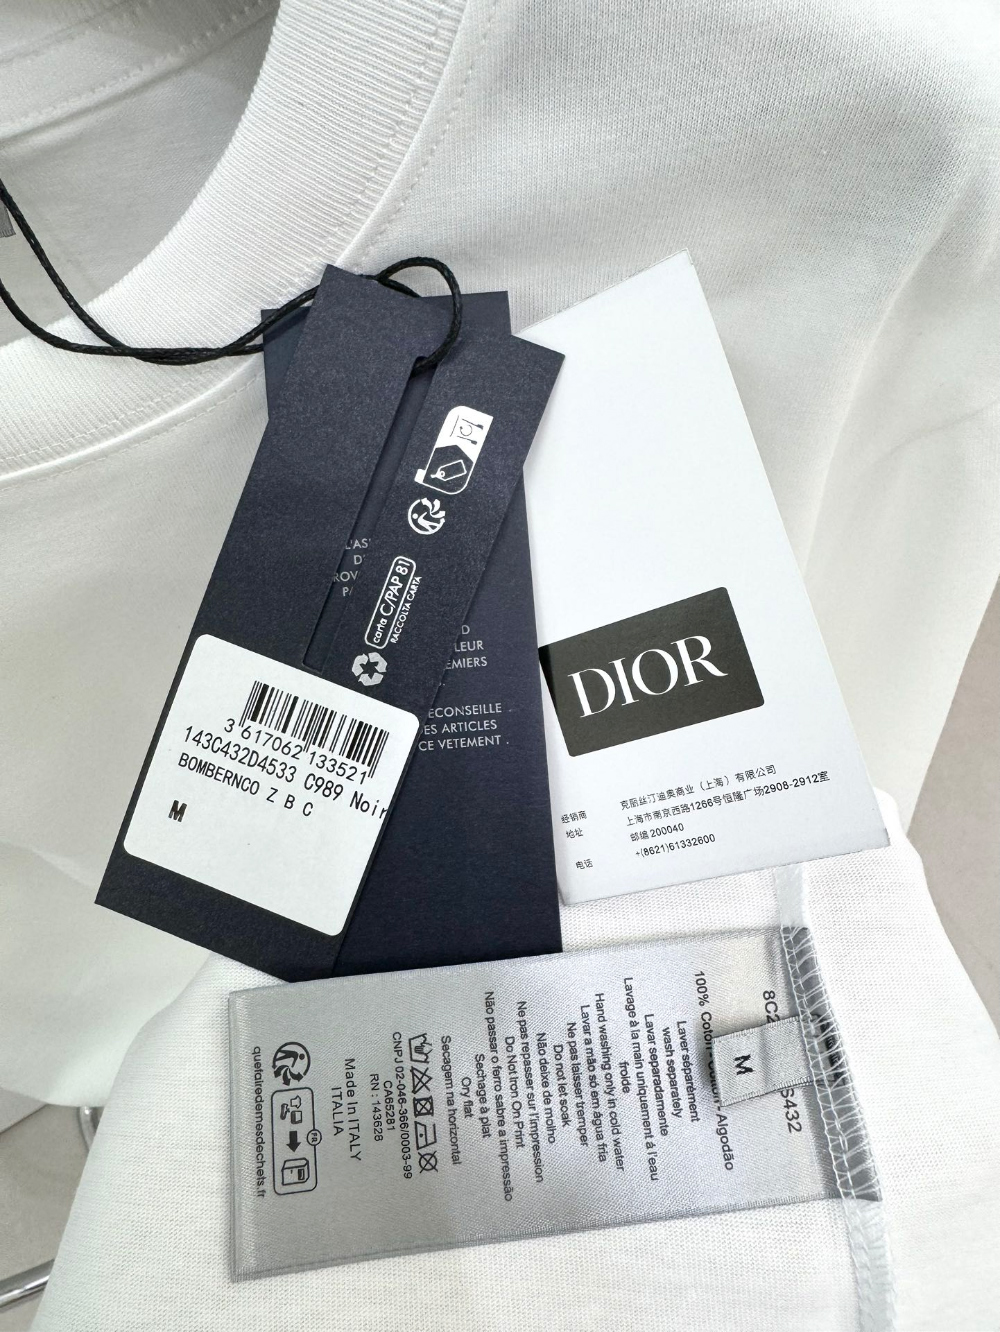 carta C/PAP 81
RACCOLTA CARTA
3 617062 133521
143C432D4533 C989 Noir
BOMBERNCO Z B C
M
LEUR
EMIERS
ECONSEILLE .
ES ARTICLES
CE VETEMENT .
DIOR
经销商 克丽丝汀迪奥商业（上海）有限公司
地址 上海市南京西路1266号恒隆广场2908-2912室
邮编 200040
电话 +(8621)61332600
S432
M
100% Coton Algodão
Laver séparément
wash separately
Lavar separadamente
Lavage à la main uniquement à l'eau
froide
Hand washing only in cold water
Lavar a mão só em água fria
Ne pas laisser tremper
Do not let soak
Não deixe de molho
Ne pas repasser sur l'impression
Do Not Iron On Print
Não passar o ferro sabre a impressão
Sechage à plat
Ory flat
Secagem na horizontal
CNPJ 02-046-366/0003-99
CA65281
RN:143628
Made in ITALY
ITALIA
FR
quefairedemesdechets.fr